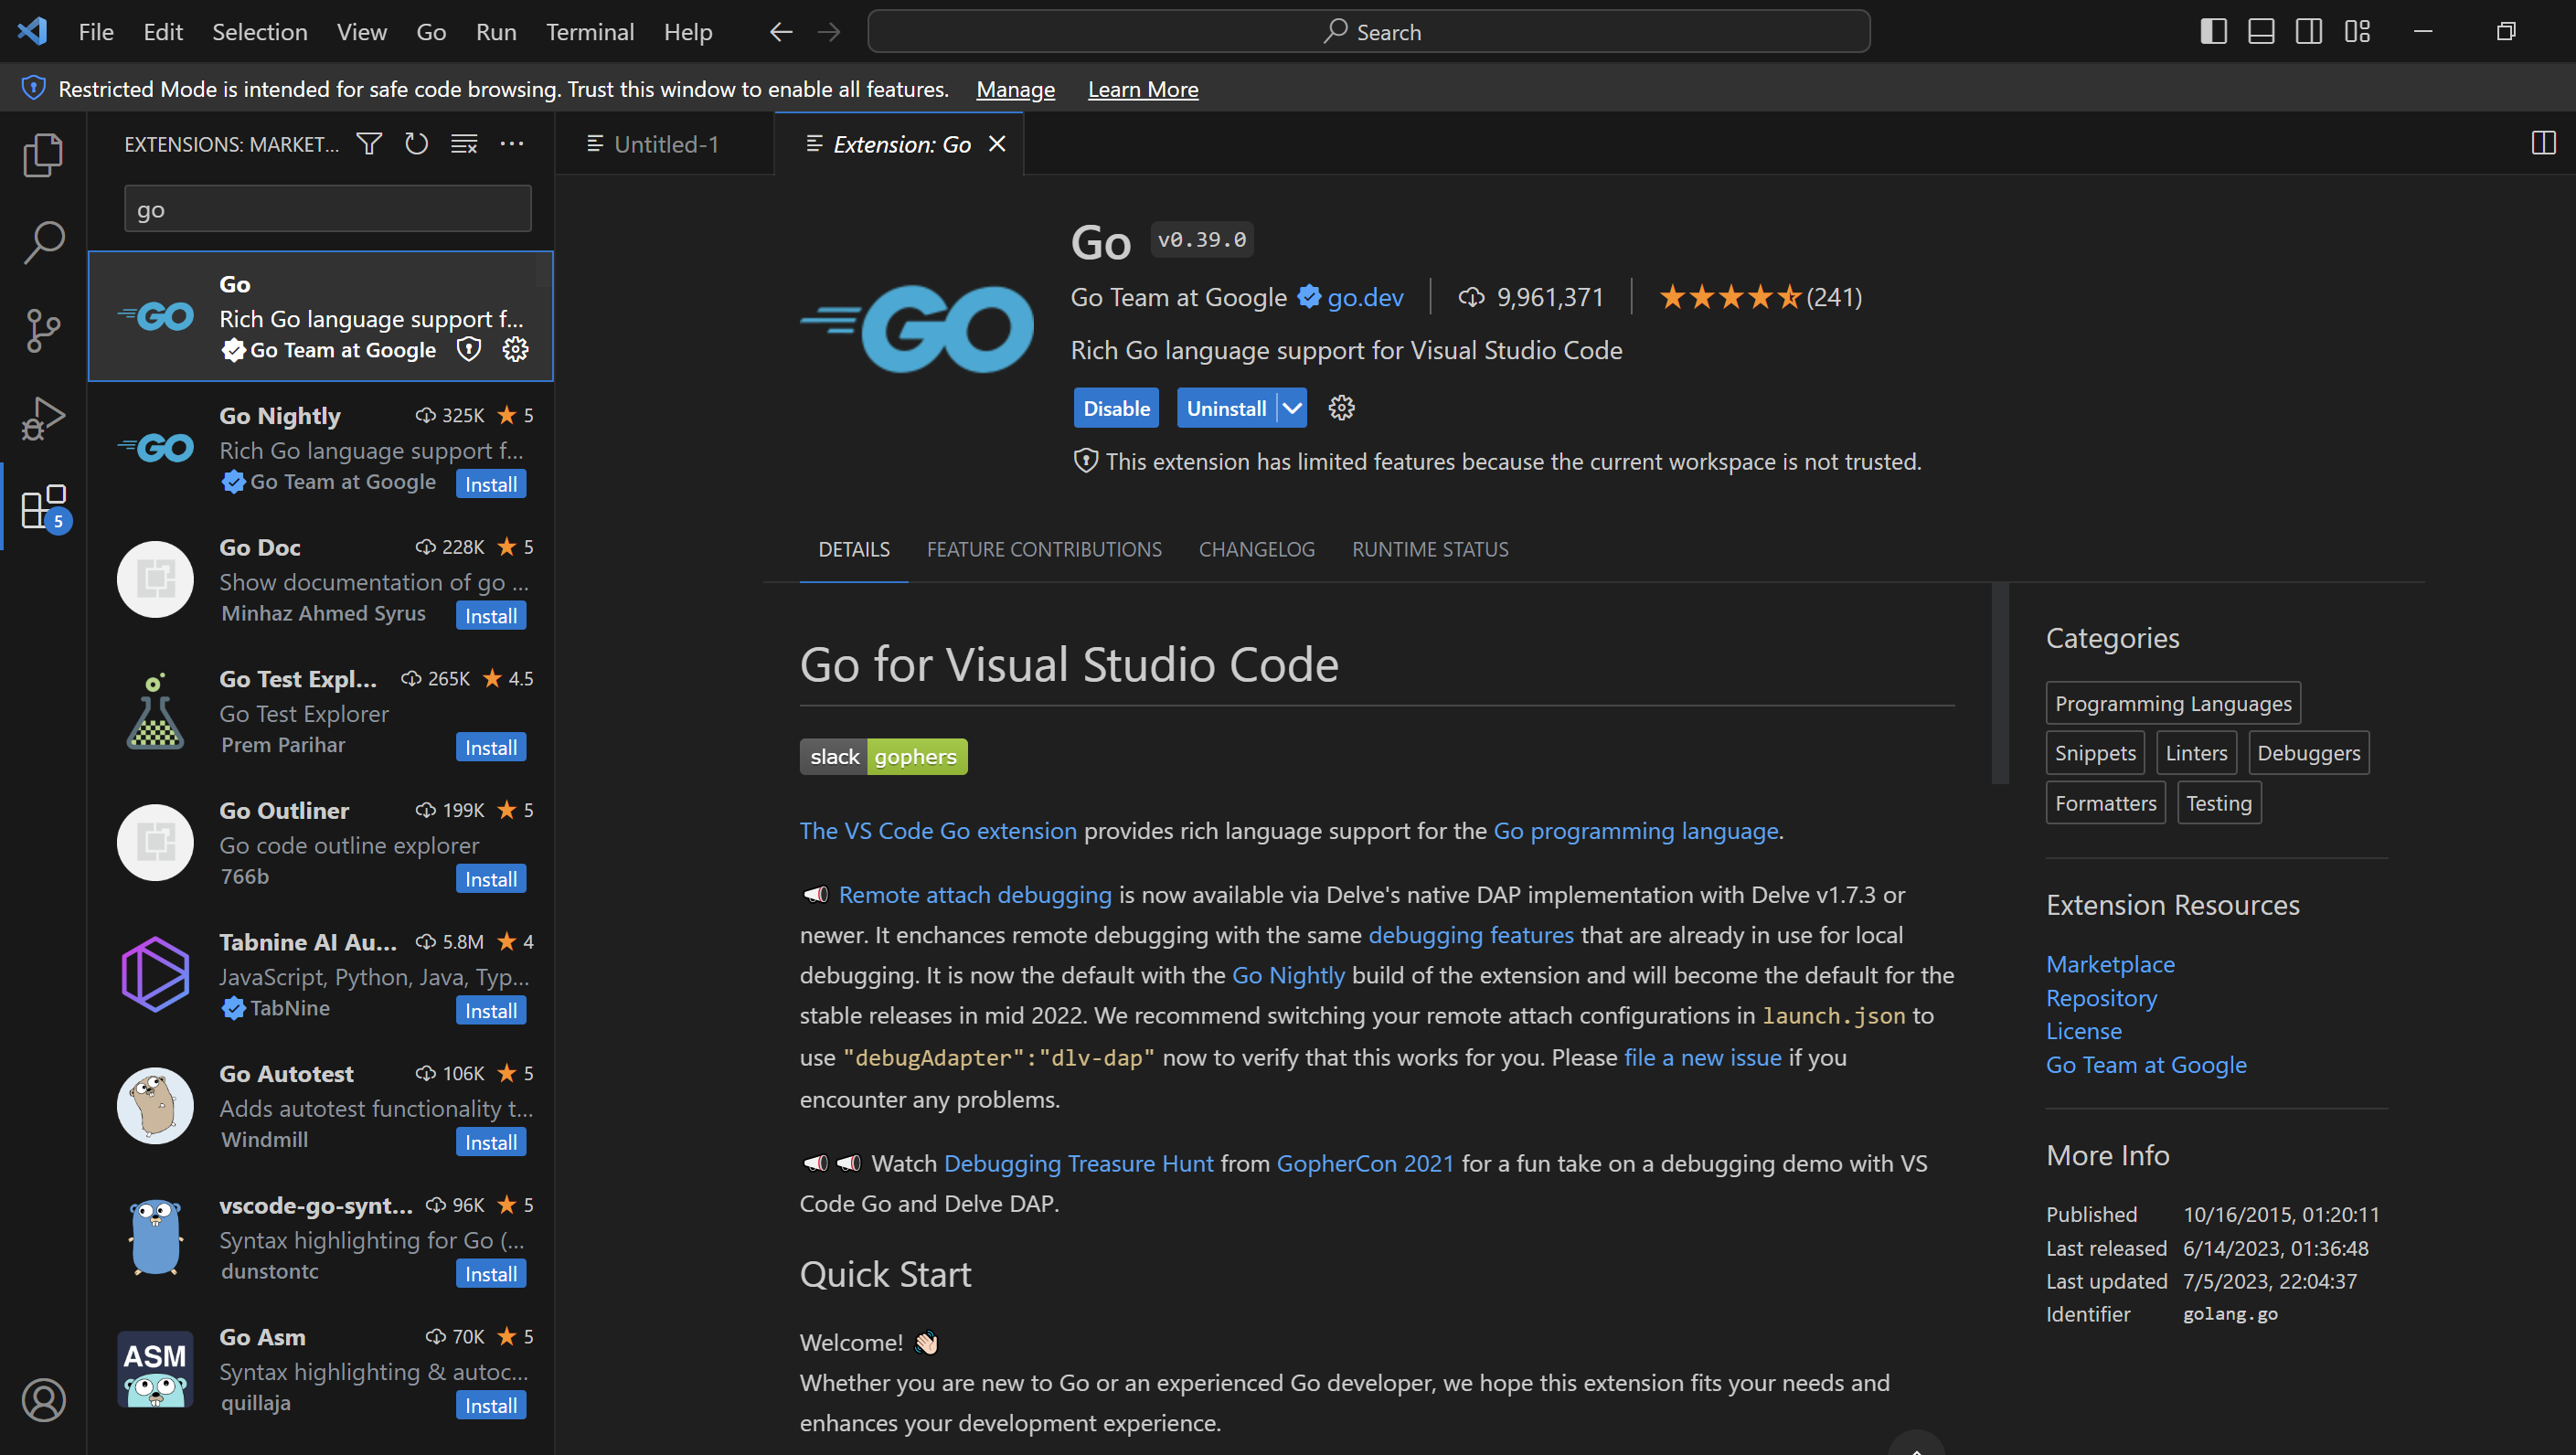 File Edit Selection View Go Run Terminal Help
Search
Restricted Mode is intended for safe code browsing. Trust this window to enable all features. Manage Learn More
EXTENSIONS: MARKET...
go
Go
Rich Go language support f...
Go Team at Google
Go Nightly 325K 5
Rich Go language support f...
Go Team at Google Install
5
Go Doc 228K 5
Show documentation of go ...
Minhaz Ahmed Syrus Install
Go Test Expl... 265K 4.5
Go Test Explorer
Prem Parihar Install
Go Outliner 199K 5
Go code outline explorer
766b Install
Tabnine AI Au... 5.8M 4
JavaScript, Python, Java, Typ...
TabNine Install
Go Autotest 106K 5
Adds autotest functionality t...
Windmill Install
vscode-go-synt... 96K 5
Syntax highlighting for Go (...
dunstontc Install
ASM
Go Asm 70K 5
Syntax highlighting & autoc...
quillaja Install
Untitled-1
Extension: Go
GO
Go v0.39.0
Go Team at Google go.dev 9,961,371 (241)
Rich Go language support for Visual Studio Code
Disable Uninstall
This extension has limited features because the current workspace is not trusted.
DETAILS FEATURE CONTRIBUTIONS CHANGELOG RUNTIME STATUS
Go for Visual Studio Code
slack gophers
The VS Code Go extension provides rich language support for the Go programming language.
Remote attach debugging is now available via Delve's native DAP implementation with Delve v1.7.3 or
newer. It enchances remote debugging with the same debugging features that are already in use for local
debugging. It is now the default with the Go Nightly build of the extension and will become the default for the
stable releases in mid 2022. We recommend switching your remote attach configurations in launch.json to
use "debugAdapter":"dlv-dap" now to verify that this works for you. Please file a new issue if you
encounter any problems.
Watch Debugging Treasure Hunt from GopherCon 2021 for a fun take on a debugging demo with VS
Code Go and Delve DAP.
Quick Start
Welcome! 👋🏻
Whether you are new to Go or an experienced Go developer, we hope this extension fits your needs and
enhances your development experience.
Categories
Programming Languages
Snippets Linters Debuggers
Formatters Testing
Extension Resources
Marketplace
Repository
License
Go Team at Google
More Info
Published 10/16/2015, 01:20:11
Last released 6/14/2023, 01:36:48
Last updated 7/5/2023, 22:04:37
Identifier golang.go